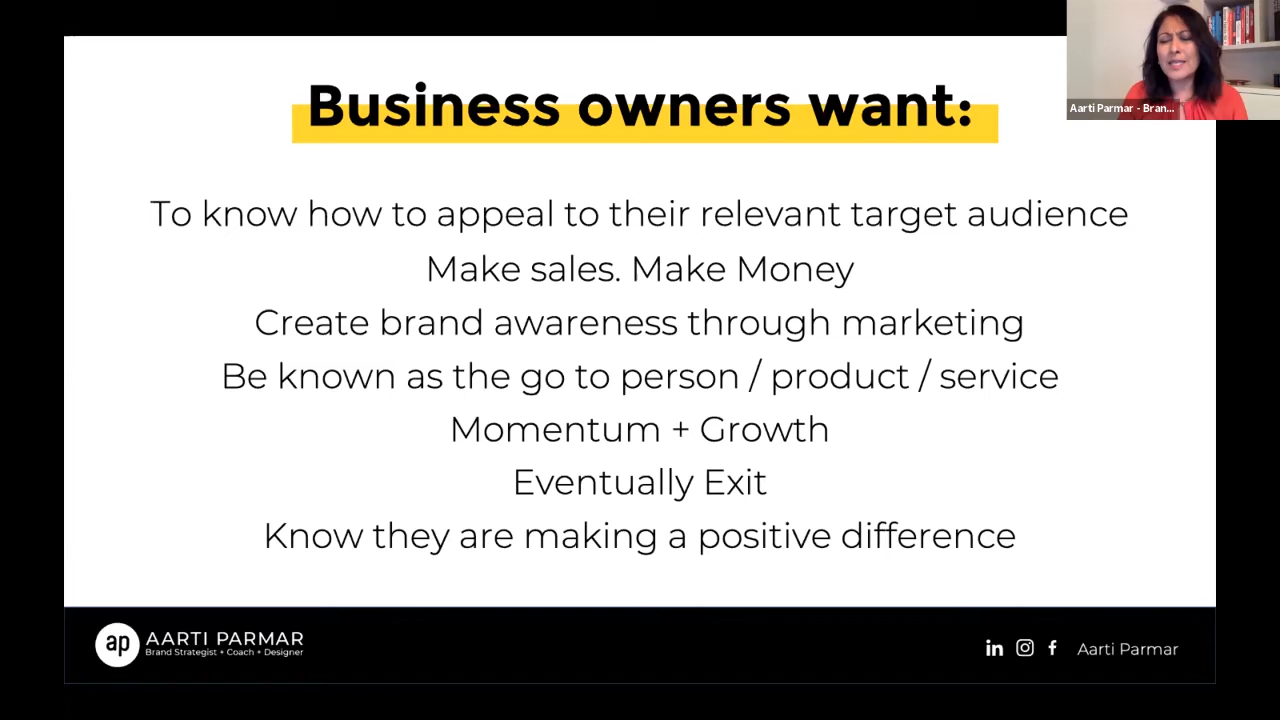 Business owners want:
Aarti Parmar - Bran...
To know how to appeal to their relevant target audience
Make sales. Make Money
Create brand awareness through marketing
Be known as the go to person / product / service
Momentum + Growth
Eventually Exit
Know they are making a positive difference
ap
AARTI PARMAR
Brand Strategist + Coach + Designer
in f Aarti Parmar